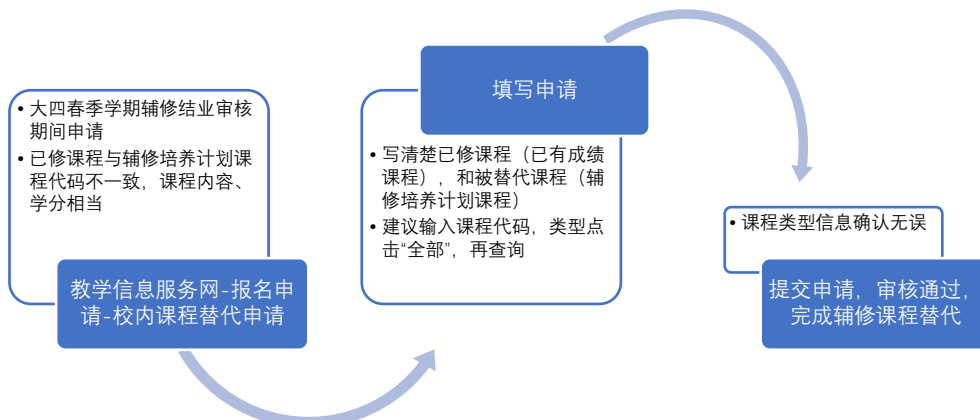 • 大四春季学期辅修结业审核
期间申请
• 已修课程与辅修培养计划课
程代码不一致，课程内容、
学分相当
教学信息服务网-报名申
请-校内课程替代申请
填写申请
• 写清楚已修课程（已有成绩
课程），和被替代课程（辅
修培养计划课程）
• 建议输入课程代码，类型点
击“全部”，再查询
• 课程类型信息确认无误
提交申请，审核通过，
完成辅修课程替代